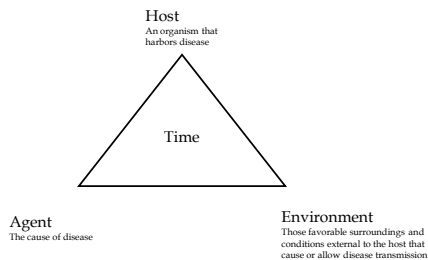 Host
An organism that
harbors disease
Time
Agent
The cause of disease
Environment
Those favorable surroundings and
conditions external to the host that
cause or allow disease transmission